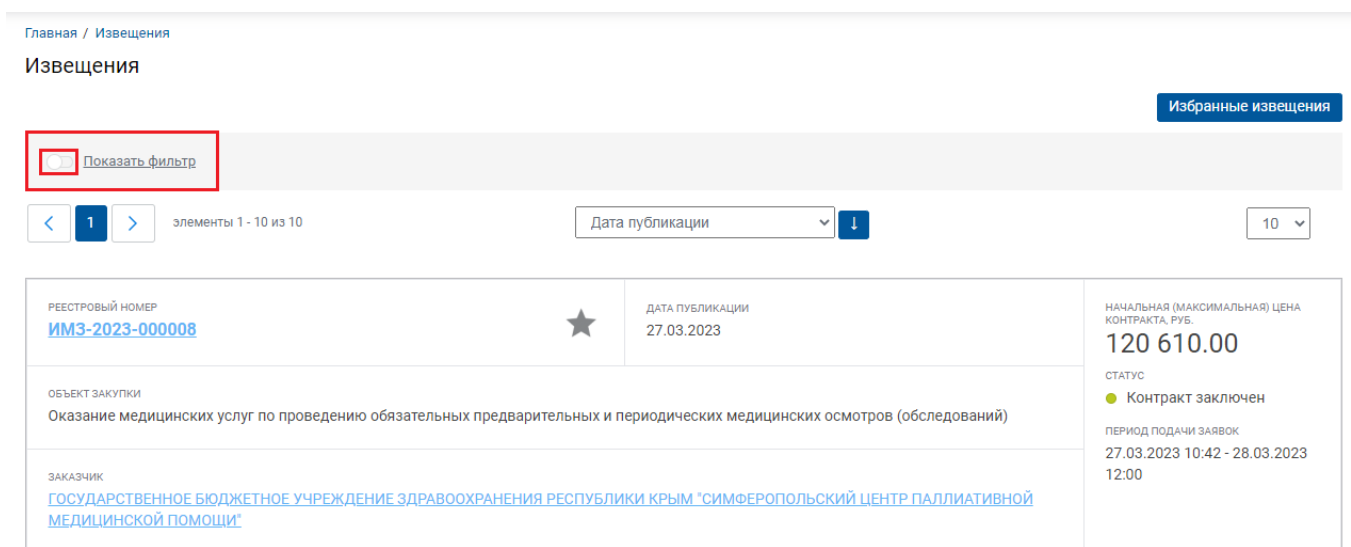 Главная / Извещения
Извещения
Избранные извещения
Показать фильтр
1
элементы 1 - 10 из 10
Дата публикации
10
РЕЕСТРОВЫЙ НОМЕР
ИМЗ-2023-000008
ДАТА ПУБЛИКАЦИИ
27.03.2023
НАЧАЛЬНАЯ (МАКСИМАЛЬНАЯ) ЦЕНА
КОНТРАКТА, РУБ.
120 610.00
СТАТУС
Контракт заключен
ПЕРИОД ПОДАЧИ ЗАЯВОК
27.03.2023 10:42 - 28.03.2023
12:00
ОБЪЕКТ ЗАКУПКИ
Оказание медицинских услуг по проведению обязательных предварительных и периодических медицинских осмотров (обследований)
ЗАКАЗЧИК
ГОСУДАРСТВЕННОЕ БЮДЖЕТНОЕ УЧРЕЖДЕНИЕ ЗДРАВООХРАНЕНИЯ РЕСПУБЛИКИ КРЫМ "СИМФЕРОПОЛЬСКИЙ ЦЕНТР ПАЛЛИАТИВНОЙ
МЕДИЦИНСКОЙ ПОМОЩИ"